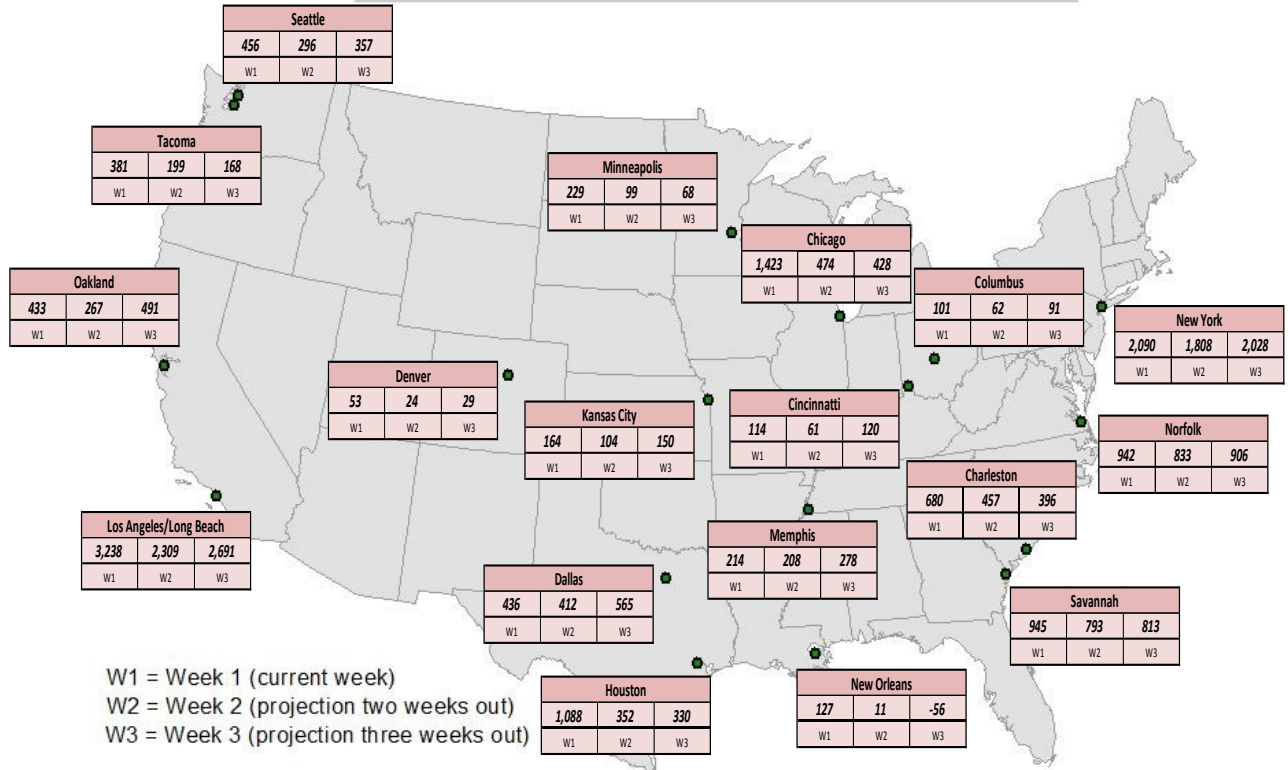 Seattle
456 296 357
W1 W2 W3
Tacoma
381 199 168
W1 W2 W3
Minneapolis
229 99 68
W1 W2 W3
Chicago
1,423 474 428
W1 W2 W3
Oakland
433 267 491
W1 W2 W3
Columbus
101 62 91
W1 W2 W3
New York
2,090 1,808 2,028
W1 W2 W3
Denver
53 24 29
W1 W2 W3
Kansas City
164 104 150
W1 W2 W3
Cincinnatti
114 61 120
W1 W2 W3
Norfolk
942 833 906
W1 W2 W3
Charleston
680 457 396
W1 W2 W3
Los Angeles/Long Beach
3,238 2,309 2,691
W1 W2 W3
Memphis
214 208 278
W1 W2 W3
Dallas
436 412 565
W1 W2 W3
Savannah
945 793 813
W1 W2 W3
Houston
1,088 352 330
W1 W2 W3
New Orleans
127 11 -56
W1 W2 W3
W1 = Week 1 (current week)
W2 = Week 2 (projection two weeks out)
W3 = Week 3 (projection three weeks out)